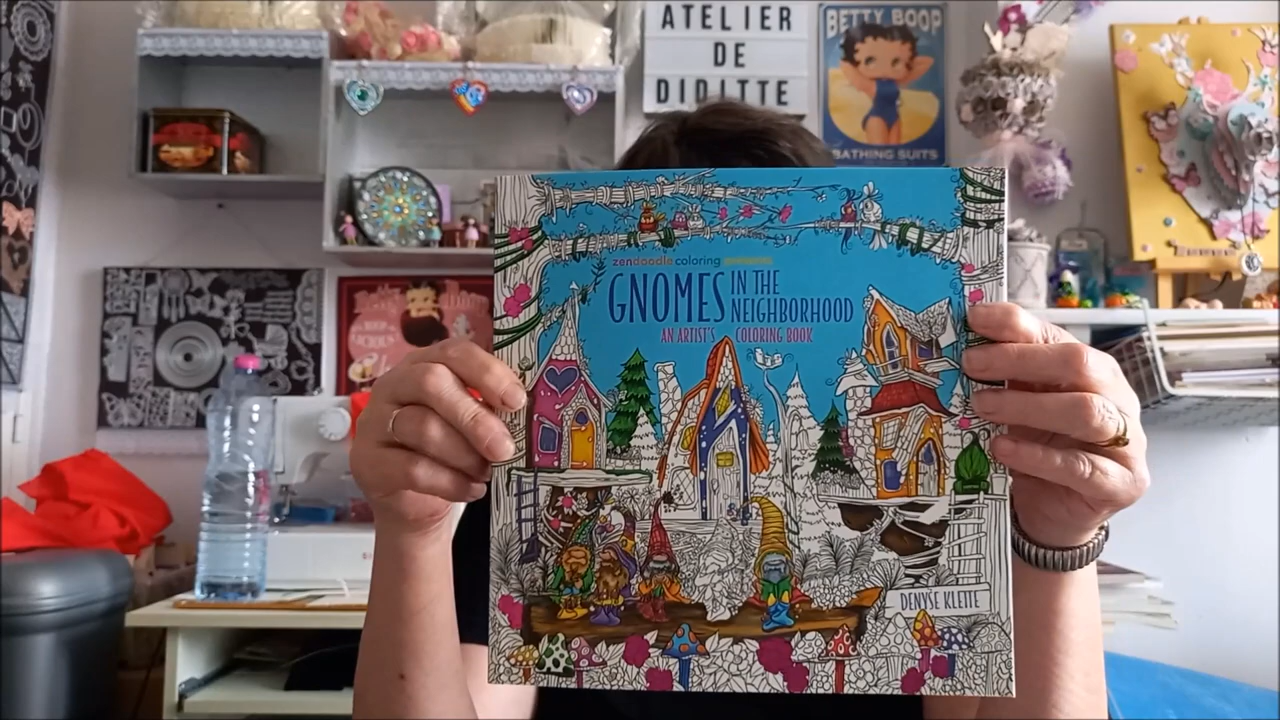 ATELIER
DE
DIDITTE
BETTY BOOP
BATHING SUITS
zendoodle coloring presents
GNOMES IN THE
NEIGHBORHOOD
AN ARTIST'S COLORING BOOK
DENYSE KLETTE